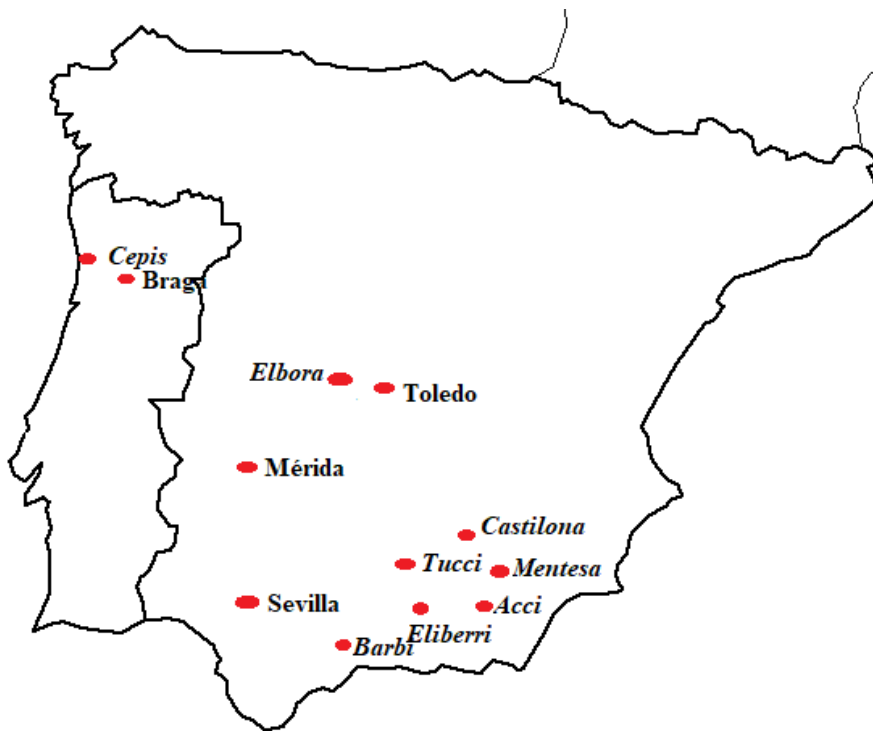 Cepis
Braga
Elbora
Toledo
Mérida
Castilona
Tucci
Mentesa
Sevilla
Acci
Eliberri
Barbi